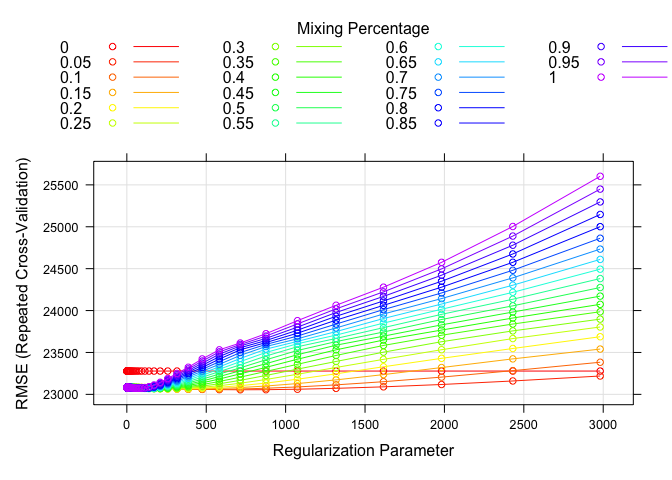 Mixing Percentage
0 0.3 0.6 0.9
0.05 0.35 0.65 0.95
0.1 0.4 0.7 1
0.15 0.45 0.75
0.2 0.5 0.8
0.25 0.55 0.85
RMSE (Repeated Cross-Validation)
25500
25000
24500
24000
23500
23000
0 500 1000 1500 2000 2500 3000
Regularization Parameter